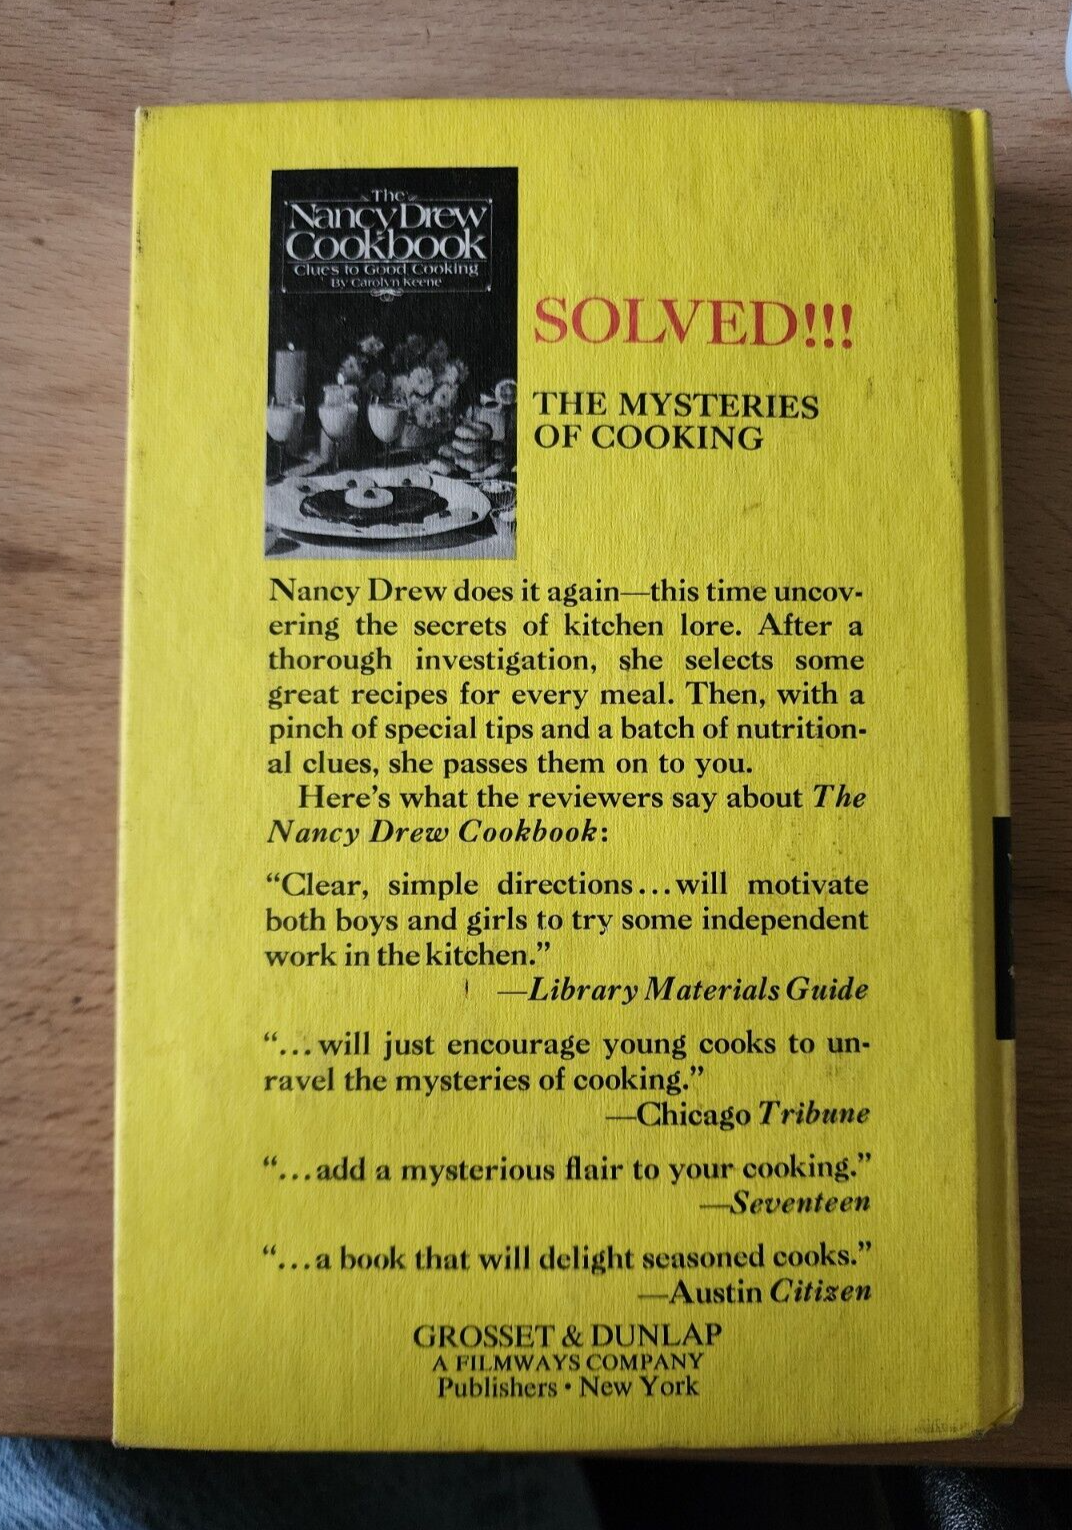 The
Nancy Drew
Cookbook
Clues to Good Cooking
By Carolyn Keene
SOLVED!!!
THE MYSTERIES
OF COOKING
Nancy Drew does it again—this time uncov-
ering the secrets of kitchen lore. After a
thorough investigation, she selects some
great recipes for every meal. Then, with a
pinch of special tips and a batch of nutrition-
al clues, she passes them on to you.
Here's what the reviewers say about The
Nancy Drew Cookbook:
“Clear, simple directions...will motivate
both boys and girls to try some independent
work in the kitchen.”
—Library Materials Guide
“...will just encourage young cooks to un-
ravel the mysteries of cooking.”
—Chicago Tribune
“...add a mysterious flair to your cooking.”
—Seventeen
“...a book that will delight seasoned cooks.”
—Austin Citizen
GROSSET & DUNLAP
A FILMWAYS COMPANY
Publishers • New York